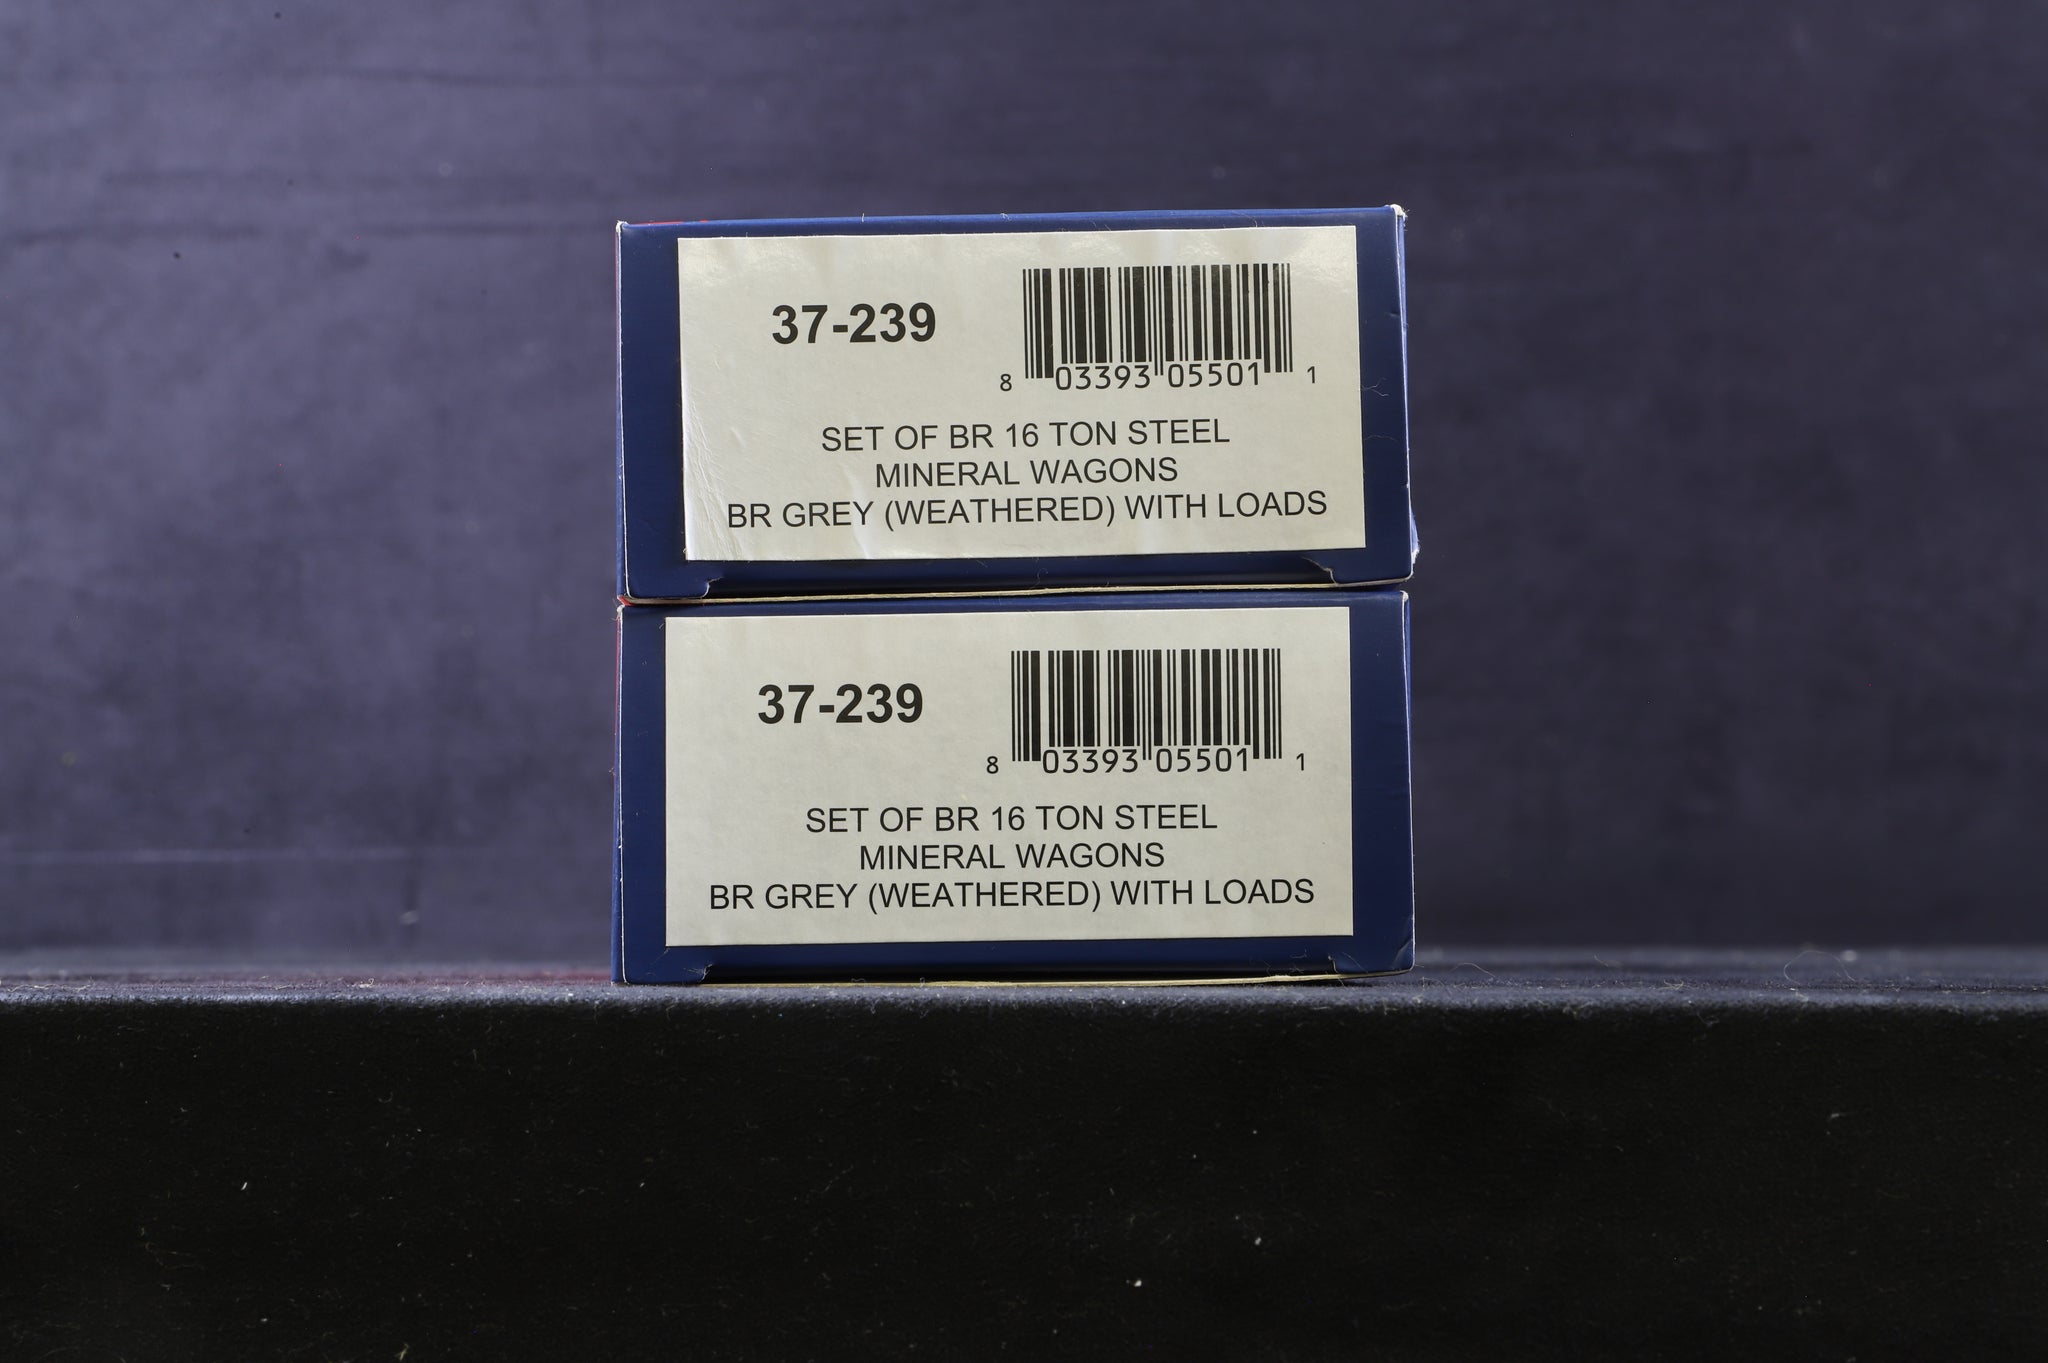 37-239
8 03393 05501 1
SET OF BR 16 TON STEEL
MINERAL WAGONS
BR GREY (WEATHERED) WITH LOADS
37-239
8 03393 05501 1
SET OF BR 16 TON STEEL
MINERAL WAGONS
BR GREY (WEATHERED) WITH LOADS